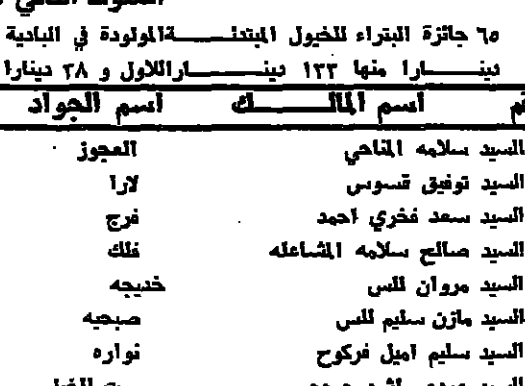 ٦٥ جائزة البتراء للخيول المبتدئة المولودة في البادية
دينارا منها ١٣٣ دينار للاول و ٣٨ دينارا
اسم المالك اسم الجواد
السيد سلامه المناحي العجوز
السيد توفيق قسوس لارا
السيد سعد فخري احمد فرج
السيد صالح سلامه المشاعله فلك
السيد مروان للس خديجه
السيد مازن سليم للس صبحيه
السيد سليم اميل فركوح نواره